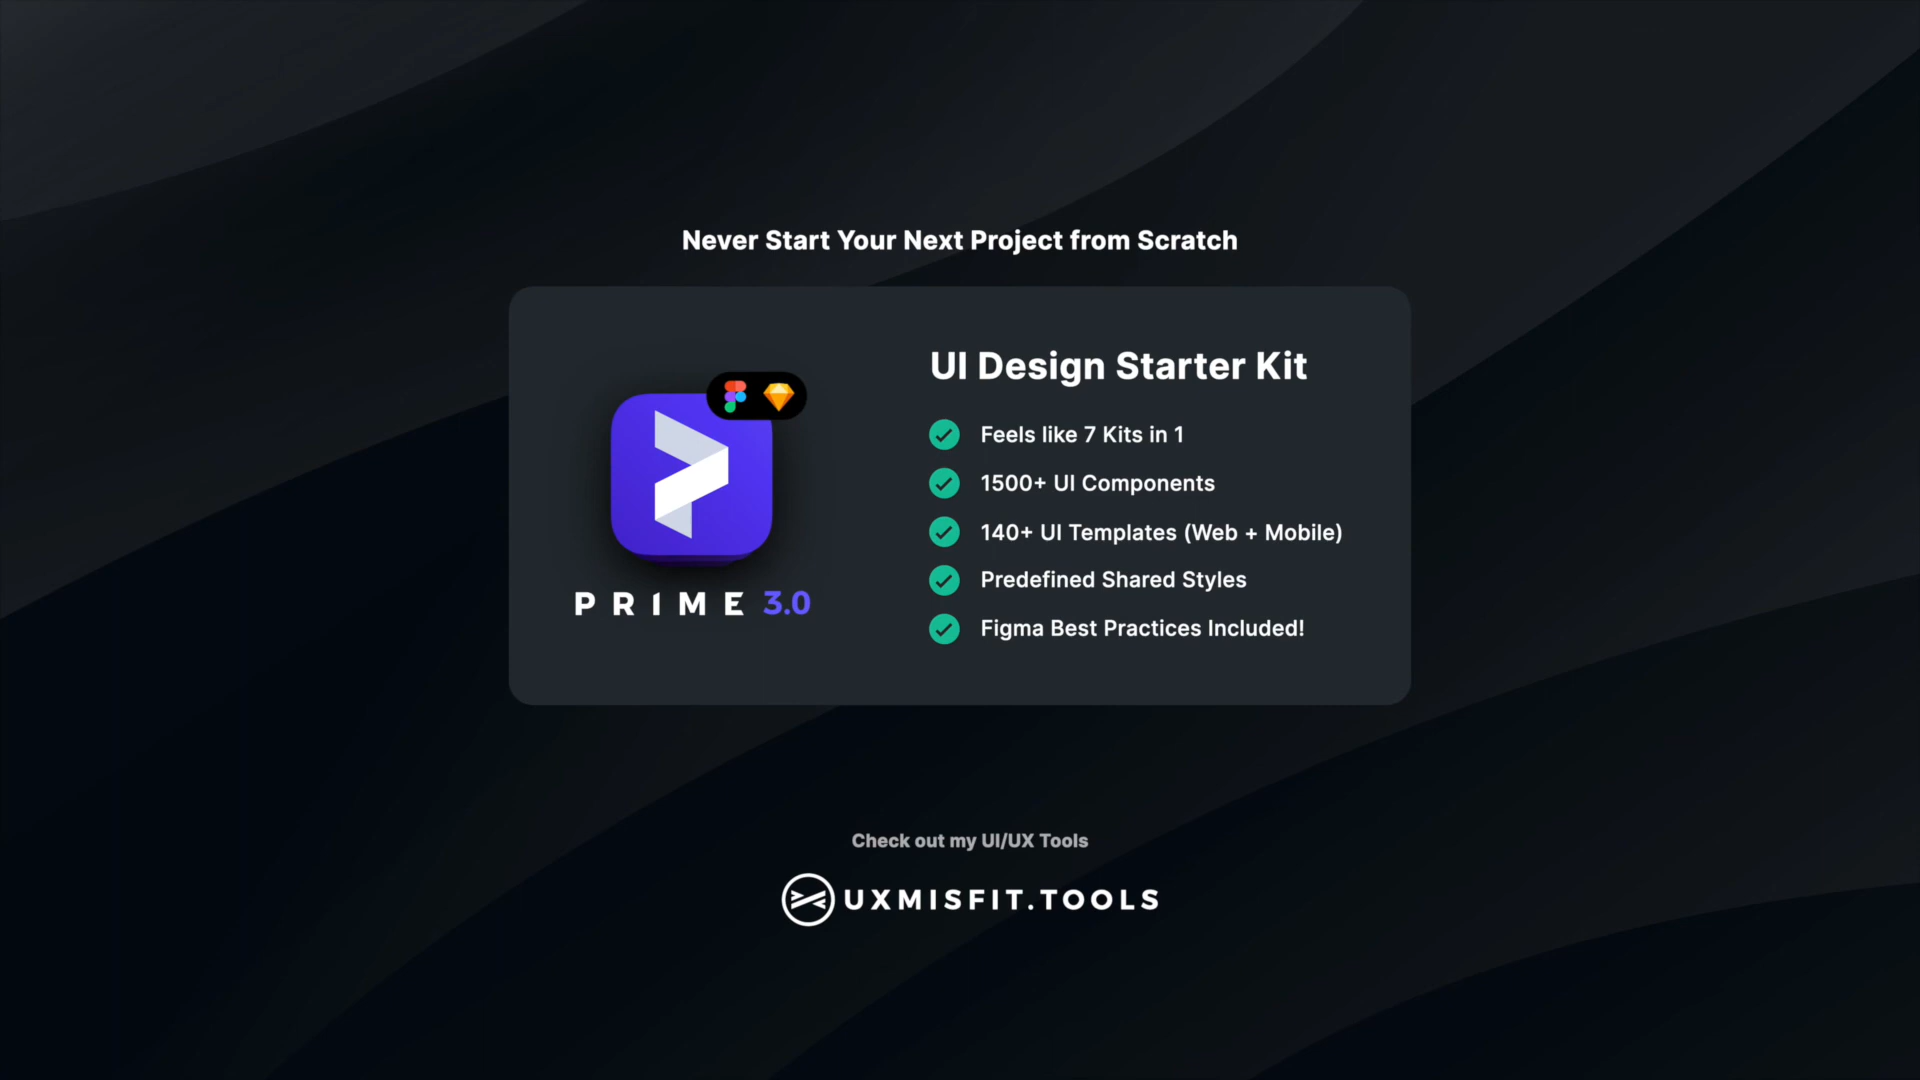 Never Start Your Next Project from Scratch
PR1ME 3.0
UI Design Starter Kit
Feels like 7 Kits in 1
1500+ UI Components
140+ UI Templates (Web + Mobile)
Predefined Shared Styles
Figma Best Practices Included!
Check out my UI/UX Tools
UXMISFIT.TOOLS